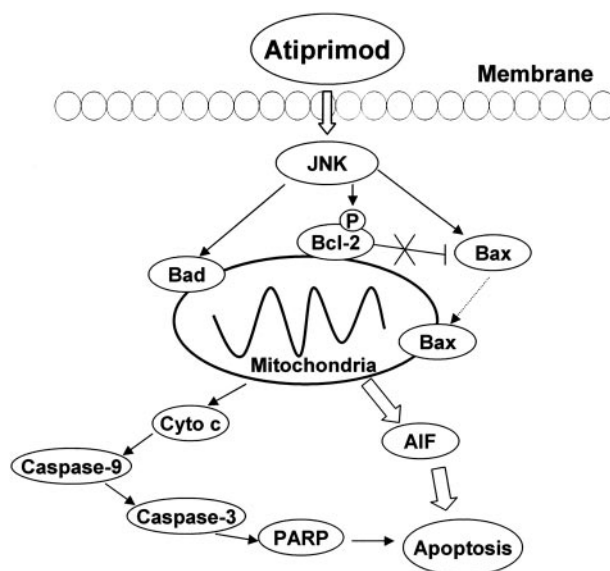 Atiprimod
Membrane
JNK
P
Bcl-2
Bax
Bad
Bax
Mitochondria
Cyto c
AIF
Caspase-9
Caspase-3
PARP
Apoptosis